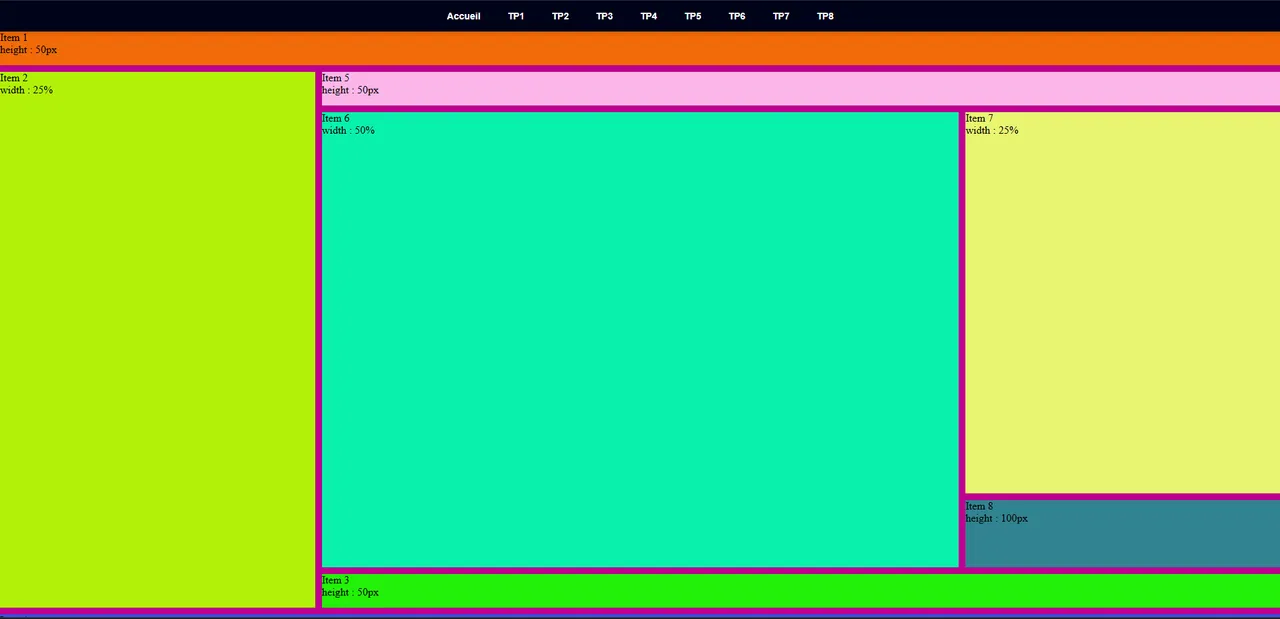 Accueil TP1 TP2 TP3 TP4 TP5 TP6 TP7 TP8
Item 1
height : 50px
Item 2
width : 25%
Item 5
height : 50px
Item 6
width : 50%
Item 7
width : 25%
Item 8
height : 100px
Item 3
height : 50px